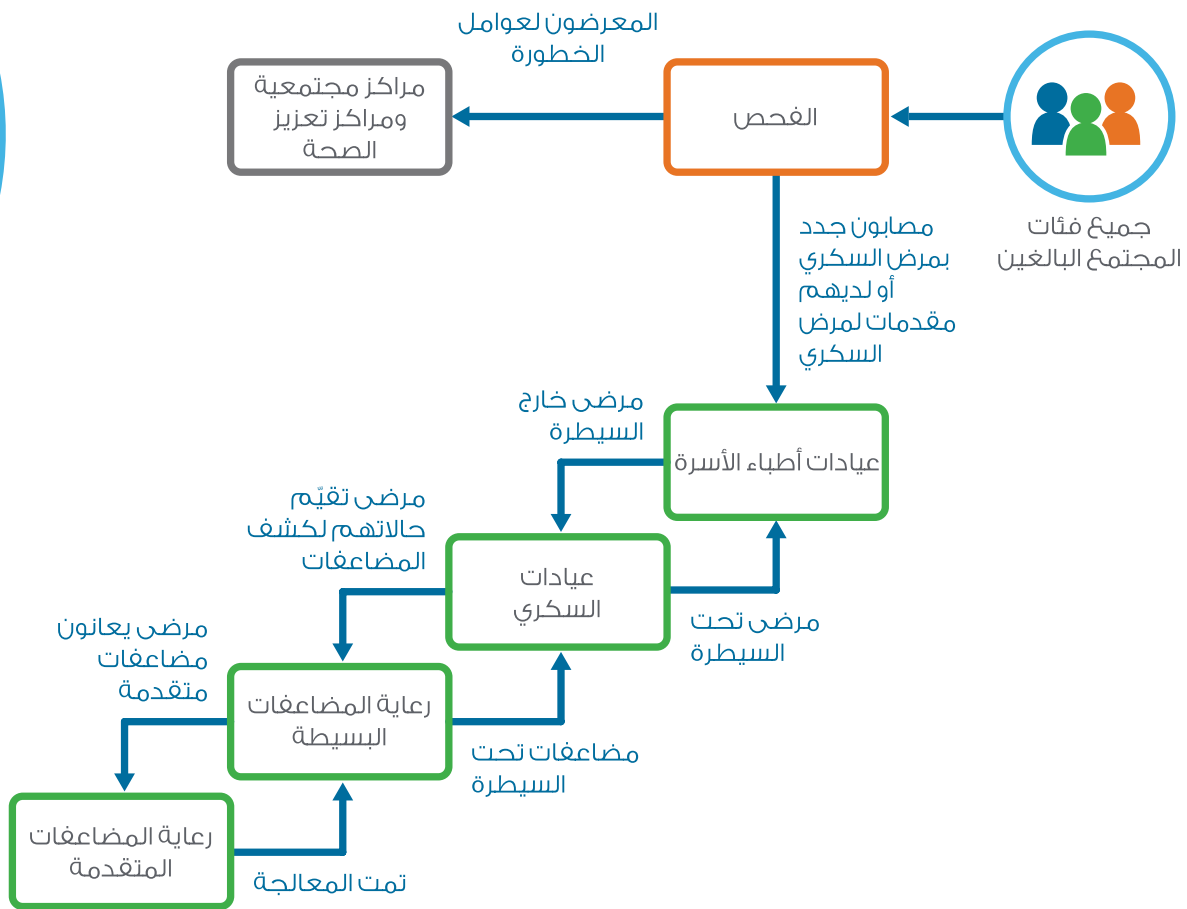 جميع فئات
المجتمع البالغين
الفحص
المعرضون لعوامل
الخطورة
مراكز مجتمعية
ومراكز تعزيز
الصحة
مصابون جدد
بمرض السكري
أو لديهم
مقدمات لمرض
السكري
عيادات أطباء الأسرة
مرضى خارج
السيطرة
عيادات
السكري
مرضى تحت
السيطرة
مرضى تقيّم
حالاتهم لكشف
المضاعفات
رعاية المضاعفات
البسيطة
مضاعفات تحت
السيطرة
مرضى يعانون
مضاعفات
متقدمة
رعاية المضاعفات
المتقدمة
تمت المعالجة